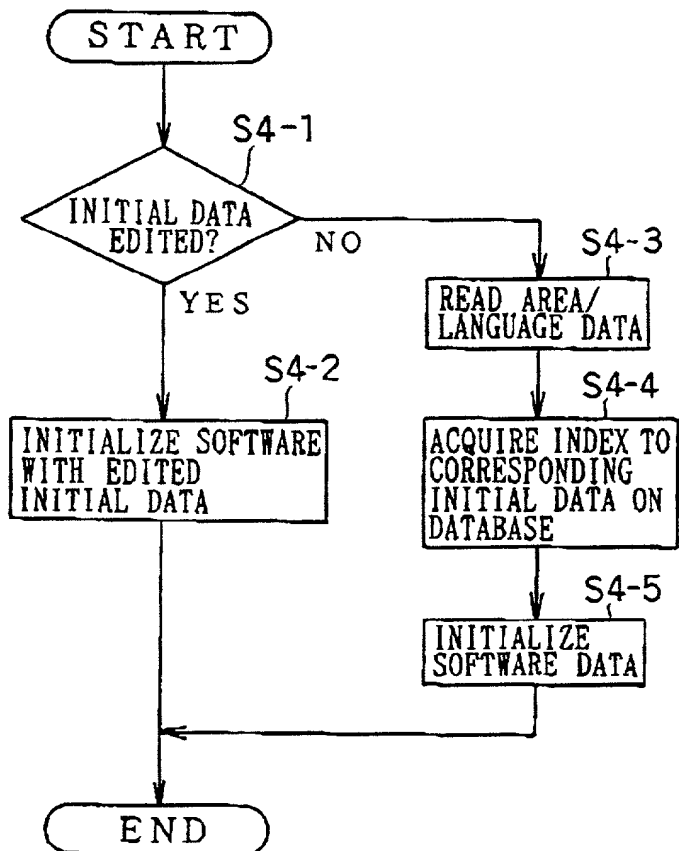 START
S4-1
INITIAL DATA
EDITED?
NO
YES
S4-2
INITIALIZE SOFTWARE
WITH EDITED
INITIAL DATA
S4-3
READ AREA/
LANGUAGE DATA
S4-4
ACQUIRE INDEX TO
CORRESPONDING
INITIAL DATA ON
DATABASE
S4-5
INITIALIZE
SOFTWARE DATA
END